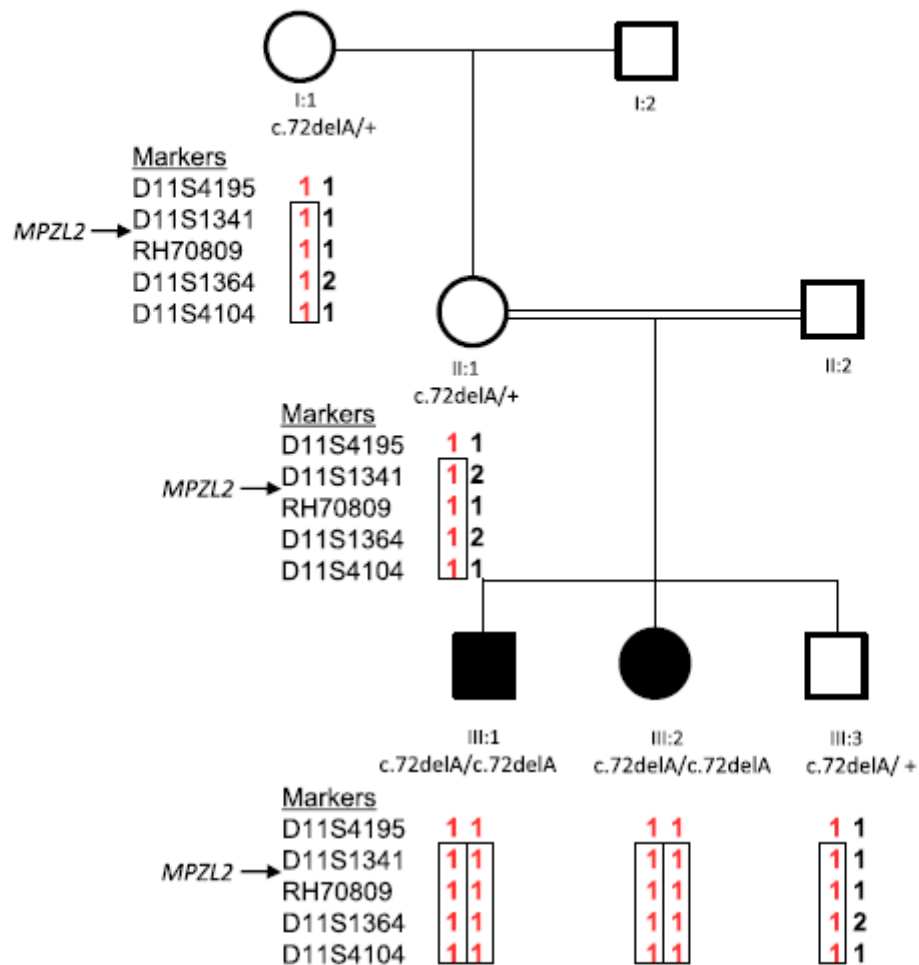 I:1
c.72delA/+
I:2
Markers
D11S4195 1 1
D11S1341 1 1
MPZL2
RH70809 1 1
D11S1364 1 2
D11S4104 1 1
II:1
c.72delA/+
II:2
Markers
D11S4195 1 1
D11S1341 1 2
MPZL2
RH70809 1 1
D11S1364 1 2
D11S4104 1 1
III:1
c.72delA/c.72delA
III:2
c.72delA/c.72delA
III:3
c.72delA/ +
Markers
D11S4195 1 1 1 1 1 1
D11S1341 1 1 1 1 1 1
MPZL2
RH70809 1 1 1 1 1 1
D11S1364 1 1 1 1 1 2
D11S4104 1 1 1 1 1 1